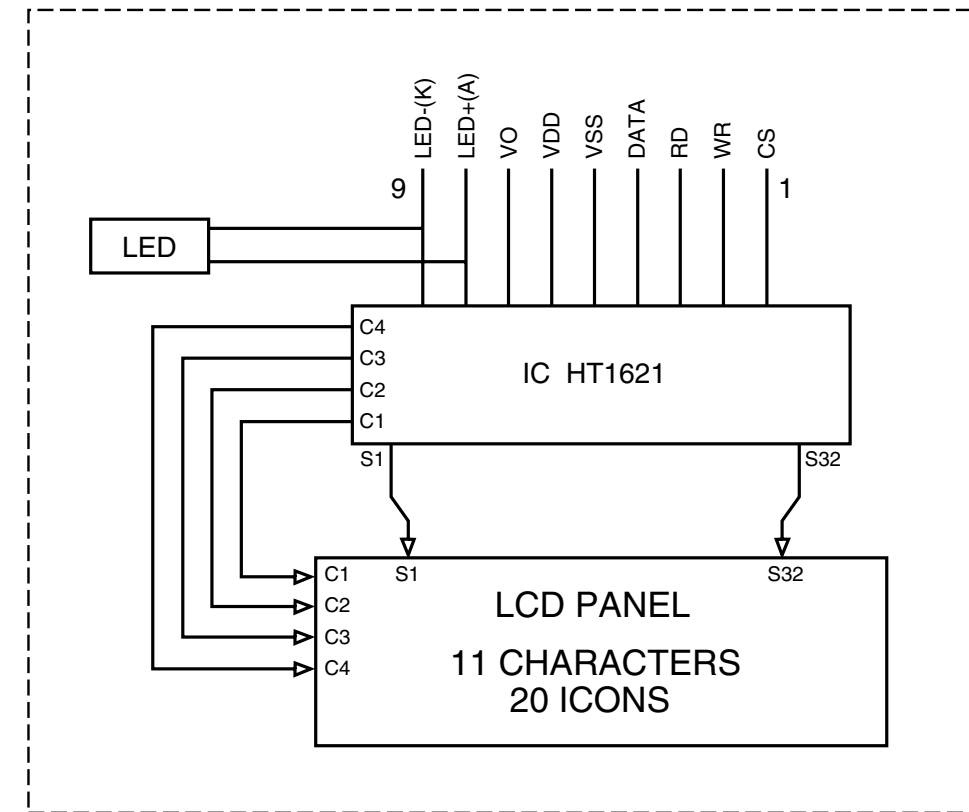 LED-(K)
LED+(A)
VO
VDD
VSS
DATA
RD
WR
CS
9
1
LED
C4
C3
C2
C1
IC HT1621
S1
S32
C1
C2
C3
C4
S1
S32
LCD PANEL
11 CHARACTERS
20 ICONS